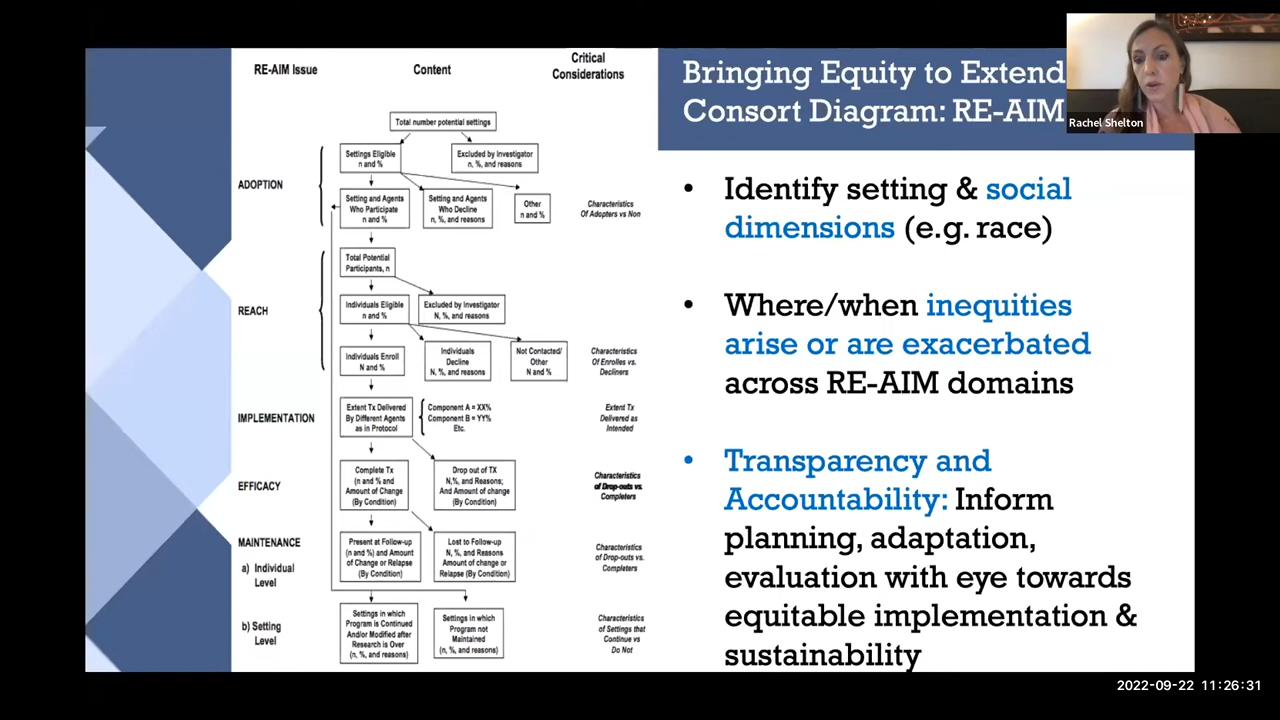 RE-AIM Issue
Content
Critical
Considerations
Total number potential settings
ADOPTION
Settings Eligible
n and %
Excluded by Investigator
n, %, and reasons
Setting and Agents
Who Participate
n and %
Setting and Agents
Who Decline
n, %, and reasons
Other
n and %
Characteristics
Of Adopters vs Non
Total Potential
Participants, n
REACH
Individuals Eligible
n and %
Excluded by Investigator
N, %, and reasons
Individuals Enroll
N and %
Individuals
Decline
N, %, and reasons
Not Contacted/
Other
N and %
Characteristics
Of Enrolles vs.
Decliners
IMPLEMENTATION
Extent Tx Delivered
By Different Agents
as in Protocol
Component A = XX%
Component B = YY%
Etc.
Extent Tx
Delivered as
Intended
EFFICACY
Complete Tx
(n and % and
Amount of Change
(By Condition)
Drop out of TX
N,%, and Reasons;
And Amount of change
(By Condition)
Characteristics
of Drop-outs vs.
Completers
MAINTENANCE
a) Individual
Level
Present at Follow-up
(n and %) and Amount
of Change or Relapse
(By Condition)
Lost to Follow-up
N, %, and Reasons
Amount of change or
Relapse (By Condition)
Characteristics
of Drop-outs vs.
Completers
b) Setting
Level
Settings in which
Program is Continued
And/or Modified after
Research is Over
(n, %, and reasons)
Settings in which
Program not
Maintained
(n, %, and reasons)
Characteristics
of Settings that
Continue vs
Do Not
Bringing Equity to Extend
Consort Diagram: RE-AIM
Rachel Shelton
• Identify setting & social
dimensions (e.g. race)
• Where/when inequities
arise or are exacerbated
across RE-AIM domains
• Transparency and
Accountability: Inform
planning, adaptation,
evaluation with eye towards
equitable implementation &
sustainability
2022-09-22 11:26:31